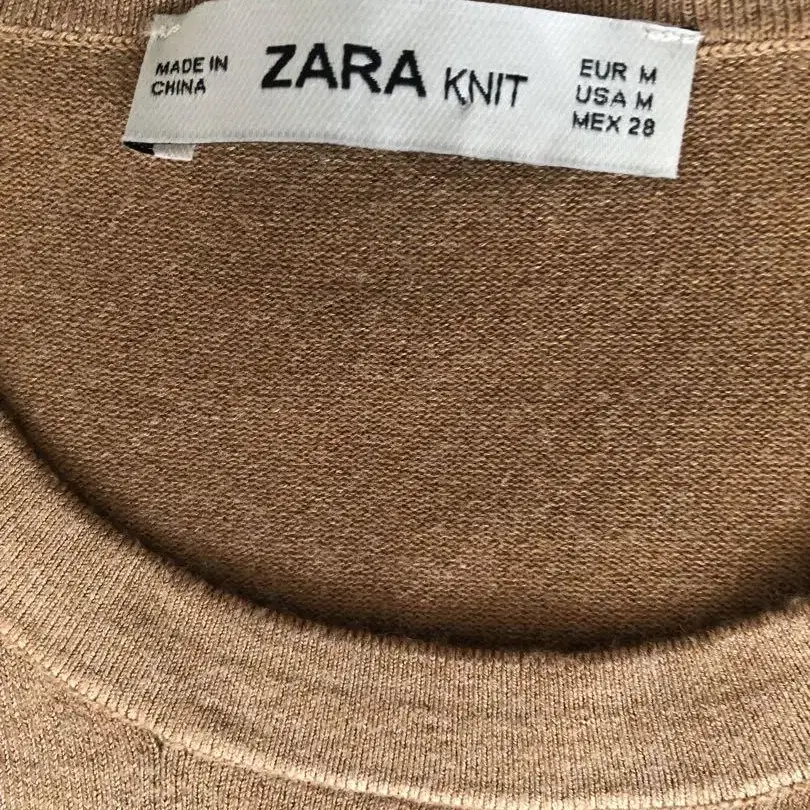 MADE IN
CHINA
ZARA KNIT
EUR M
USA M
MEX 28